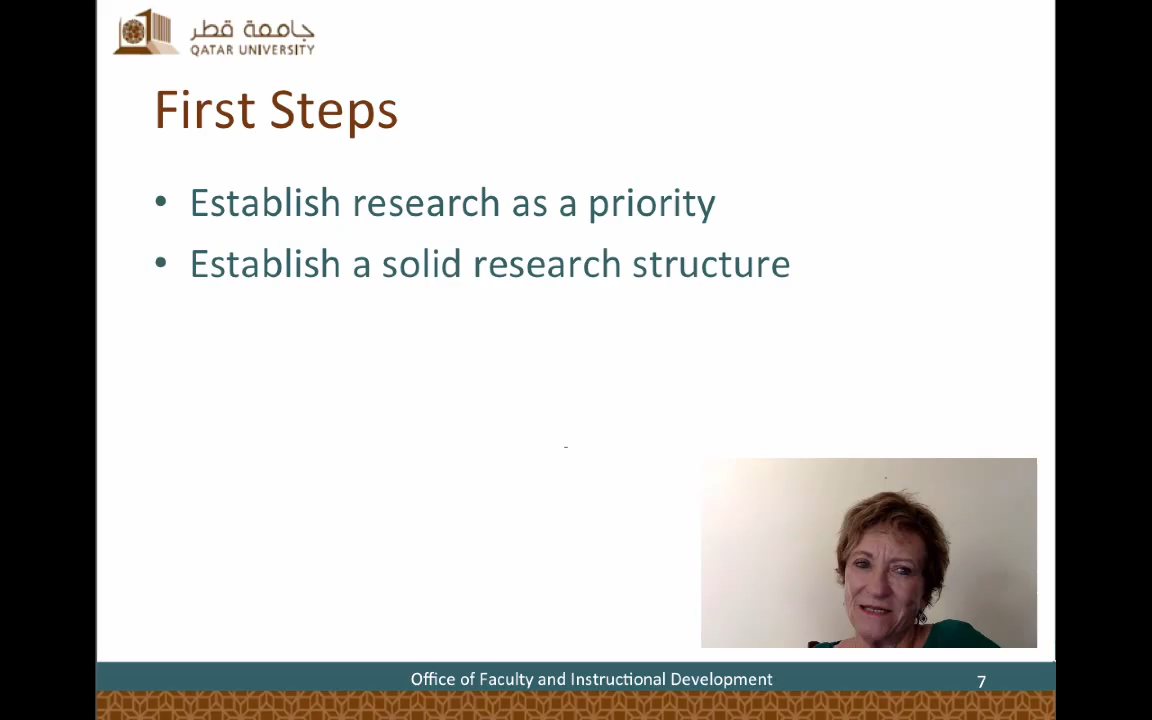 جامعة قطر
QATAR UNIVERSITY
First Steps
• Establish research as a priority
• Establish a solid research structure
Office of Faculty and Instructional Development
7